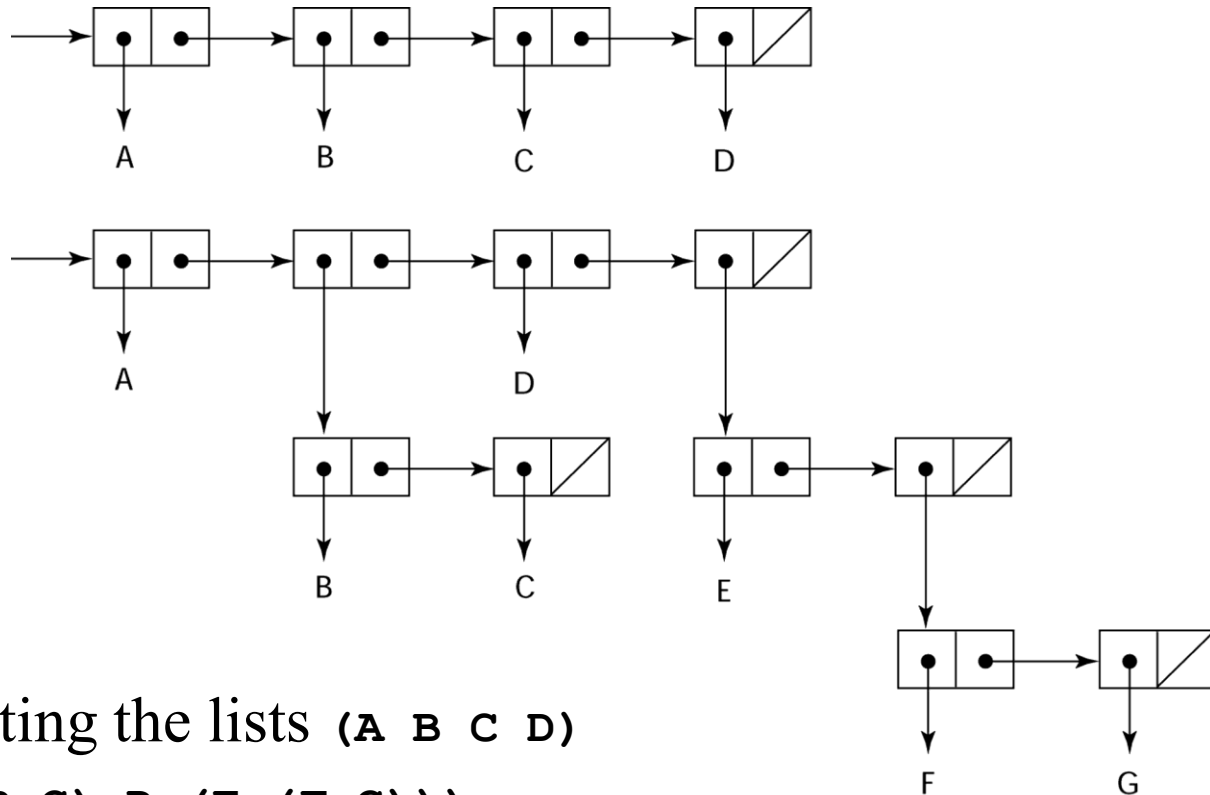 A B C D
A D
B C E
ting the lists (A B C D)
F G
C) D (E (F G)))